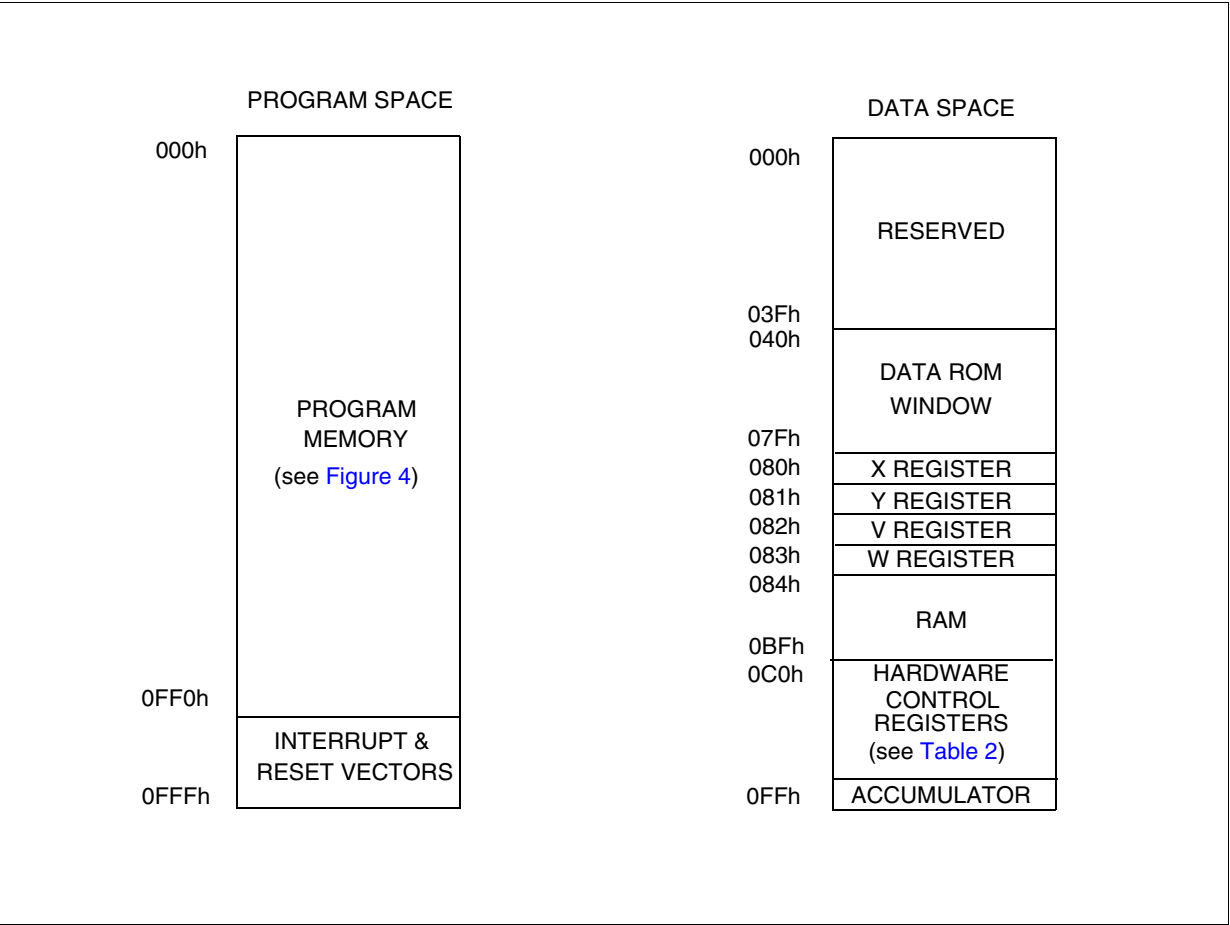 PROGRAM SPACE
000h
PROGRAM
MEMORY
(see Figure 4)
0FF0h
INTERRUPT &
RESET VECTORS
0FFFh
DATA SPACE
000h
RESERVED
03Fh
040h
DATA ROM
WINDOW
07Fh
080h X REGISTER
081h Y REGISTER
082h V REGISTER
083h W REGISTER
084h
RAM
0BFh
0C0h HARDWARE
CONTROL
REGISTERS
(see Table 2)
0FFh ACCUMULATOR